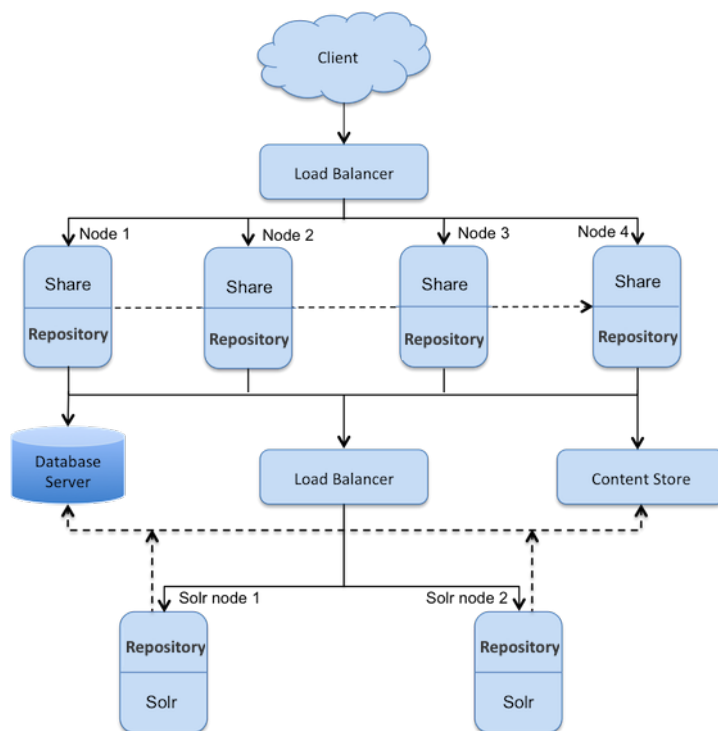 Client
Load Balancer
Node 1
Node 2
Node 3
Node 4
Share
Share
Share
Share
Repository
Repository
Repository
Repository
Database
Server
Load Balancer
Content Store
Solr node 1
Solr node 2
Repository
Repository
Solr
Solr